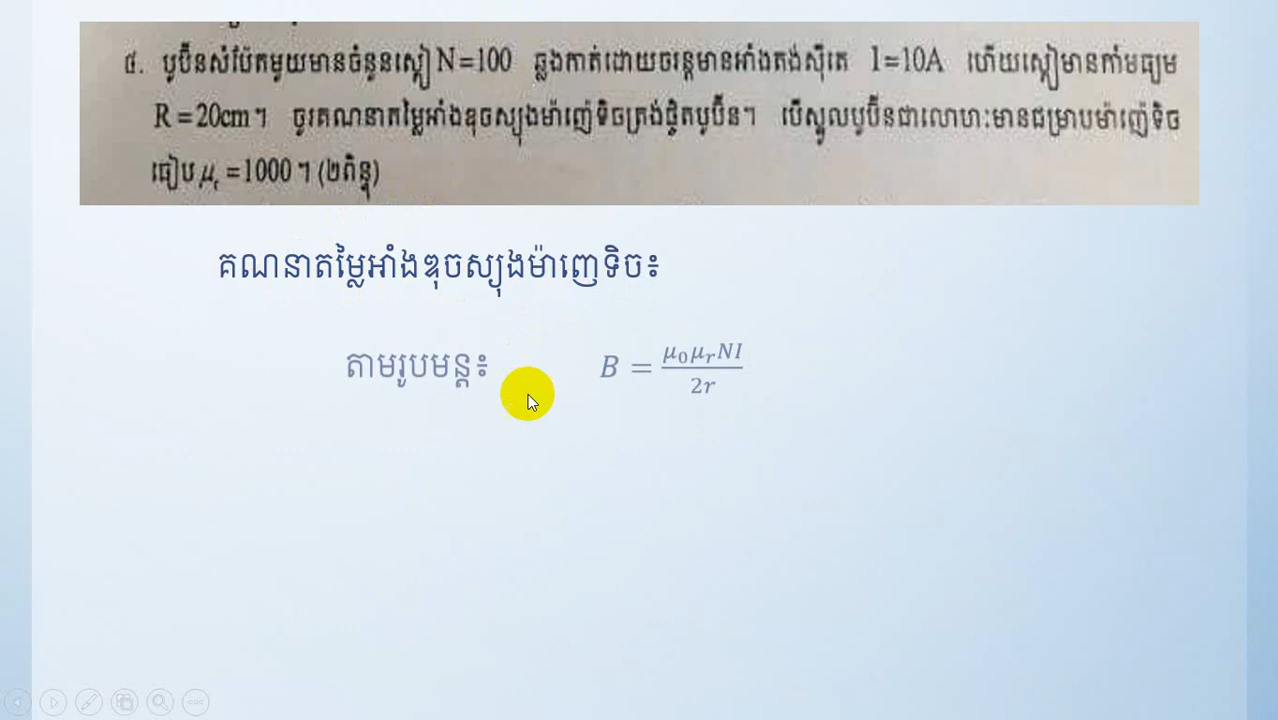 ៥. បូប៊ីនសំប៉ែតមួយមានចំនួនស្ពៀ N=100 ឆ្លងកាត់ដោយចរន្តមានអាំងតង់ស៊ីតេ I=10A ហើយស្ពៀមានកាំមធ្យម
R = 20cm។ ចូរគណនាតម្លៃអាំងឌុចស្យុងម៉ាញ៉េទិចត្រង់ផ្ចិតបូប៊ីន។ បើស្នូលបូប៊ីនជាលោហៈមានជម្រាបម៉ាញ៉េទិច
ធៀប μᵣ =1000 ។ (២ពិន្ទុ)
គណនាតម្លៃអាំងឌុចស្យុងម៉ាញេទិច៖
តាមរូបមន្ត៖ B = μ₀μᵣNI / 2r